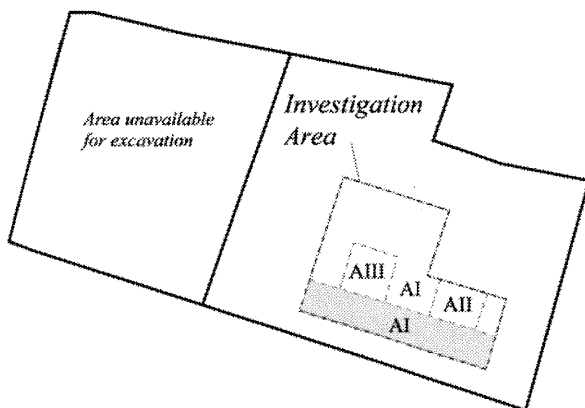 Area unavailable
for excavation
Investigation
Area
AIII
AI
AII
AI